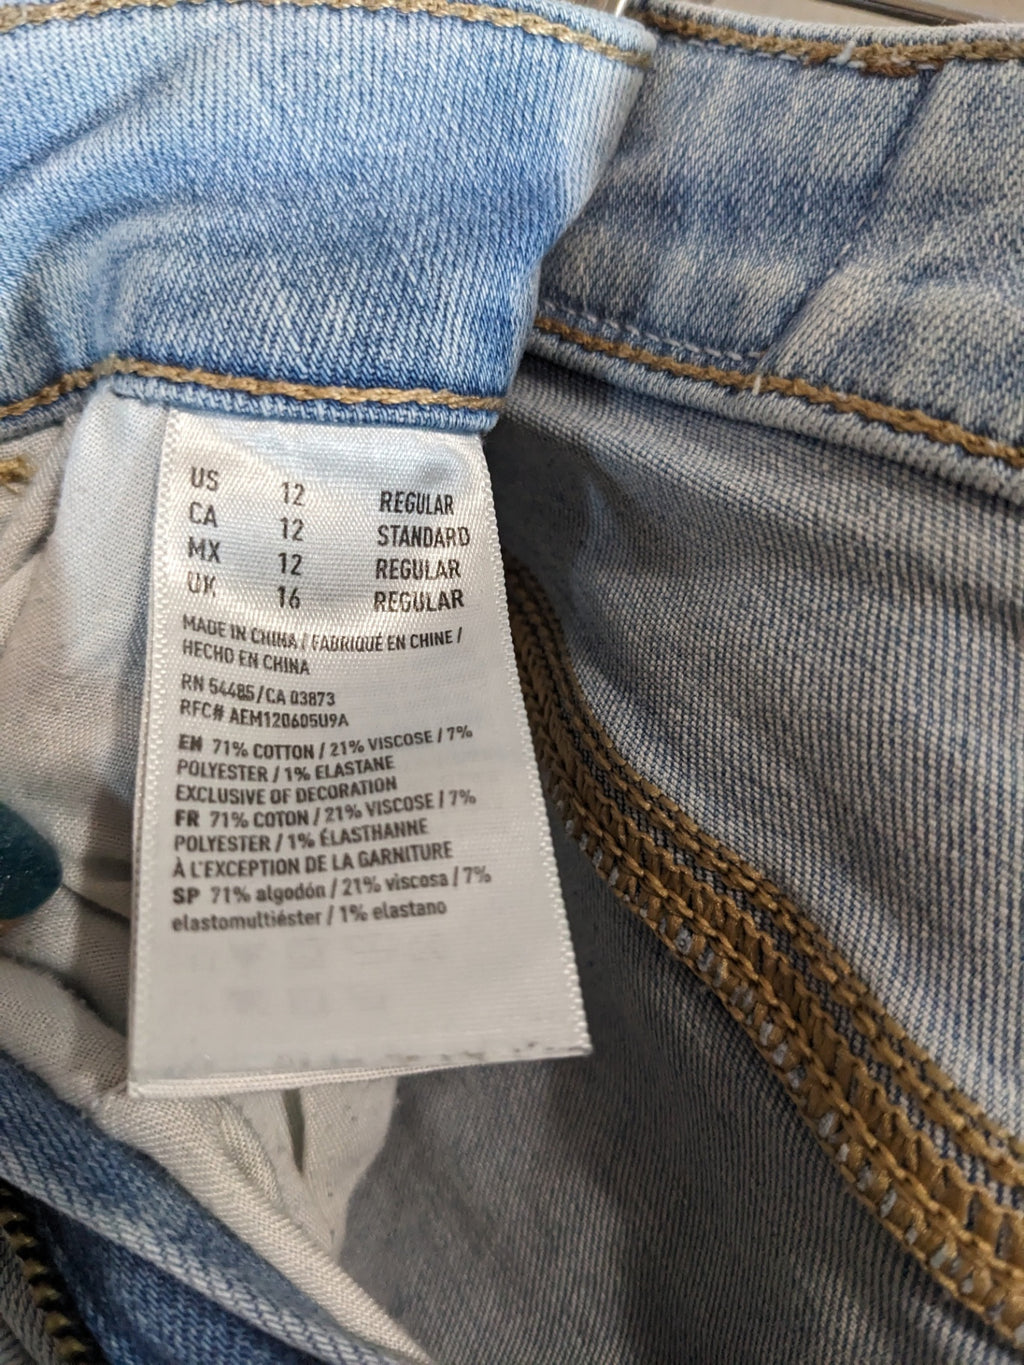 US 12 REGULAR
CA 12 STANDARD
MX 12 REGULAR
UK 16 REGULAR
MADE IN CHINA / FABRIQUÉ EN CHINE /
HECHO EN CHINA
RN 54485/CA 03873
RFC# AEM120605U9A
EN 71% COTTON / 21% VISCOSE / 7%
POLYESTER / 1% ELASTANE
EXCLUSIVE OF DECORATION
FR 71% COTON / 21% VISCOSE / 7%
POLYESTER / 1% ÉLASTHANNE
À L'EXCEPTION DE LA GARNITURE
SP 71% algodón / 21% viscosa / 7%
elastomultiéster / 1% elastano